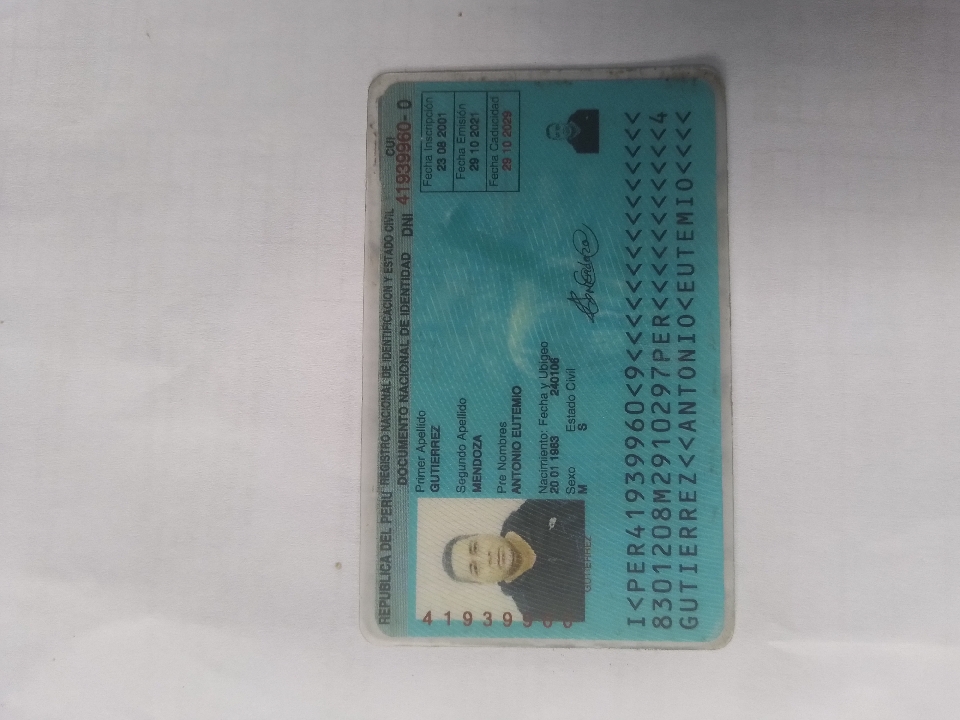 REPUBLICA DEL PERU REGISTRO NACIONAL DE IDENTIFICACION Y ESTADO CIVIL CUI
DOCUMENTO NACIONAL DE IDENTIDAD DNI 41939960 - 0
Primer Apellido
GUTIERREZ
Segundo Apellido
MENDOZA
Pre Nombres
ANTONIO EUTEMIO
Nacimiento: Fecha y Ubigeo
20 01 1983 240106
Sexo Estado Civil
M S
Fecha Inscripción
23 08 2001
Fecha Emisión
29 10 2021
Fecha Caducidad
29 10 2029
41939960
GUTIERREZ
I<PER41939960<9<<<<<<<<<<<<<<<
8301208M2910297PER<<<<<<<<<<<4
GUTIERREZ<<ANTONIO<EUTEMIO<<<<